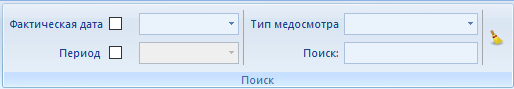 Фактическая дата Тип медосмотра
Период Поиск:
Поиск